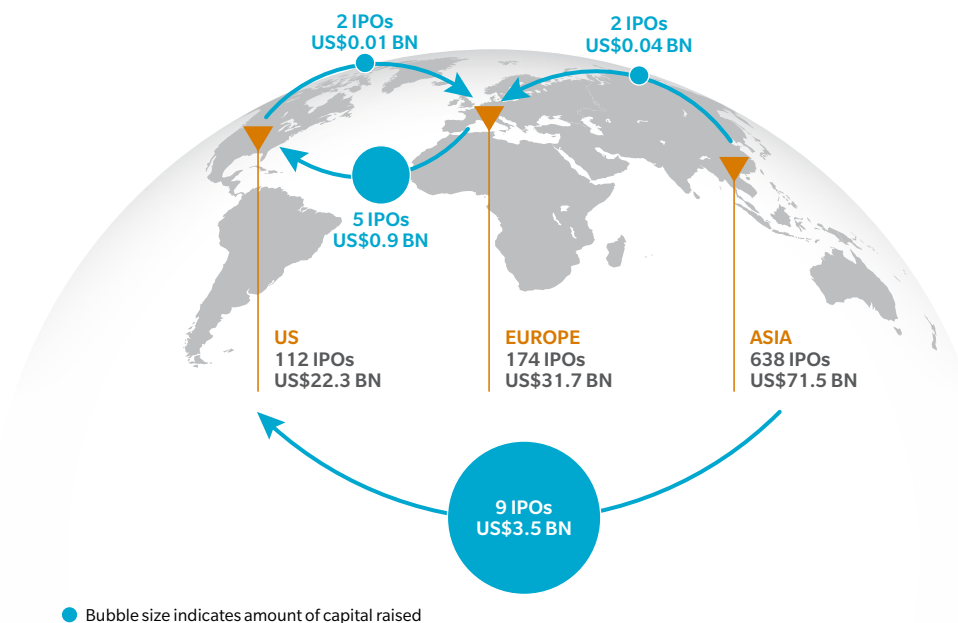 2 IPOs
US$0.01 BN
2 IPOs
US$0.04 BN
5 IPOs
US$0.9 BN
US
112 IPOs
US$22.3 BN
EUROPE
174 IPOs
US$31.7 BN
ASIA
638 IPOs
US$71.5 BN
9 IPOs
US$3.5 BN
Bubble size indicates amount of capital raised